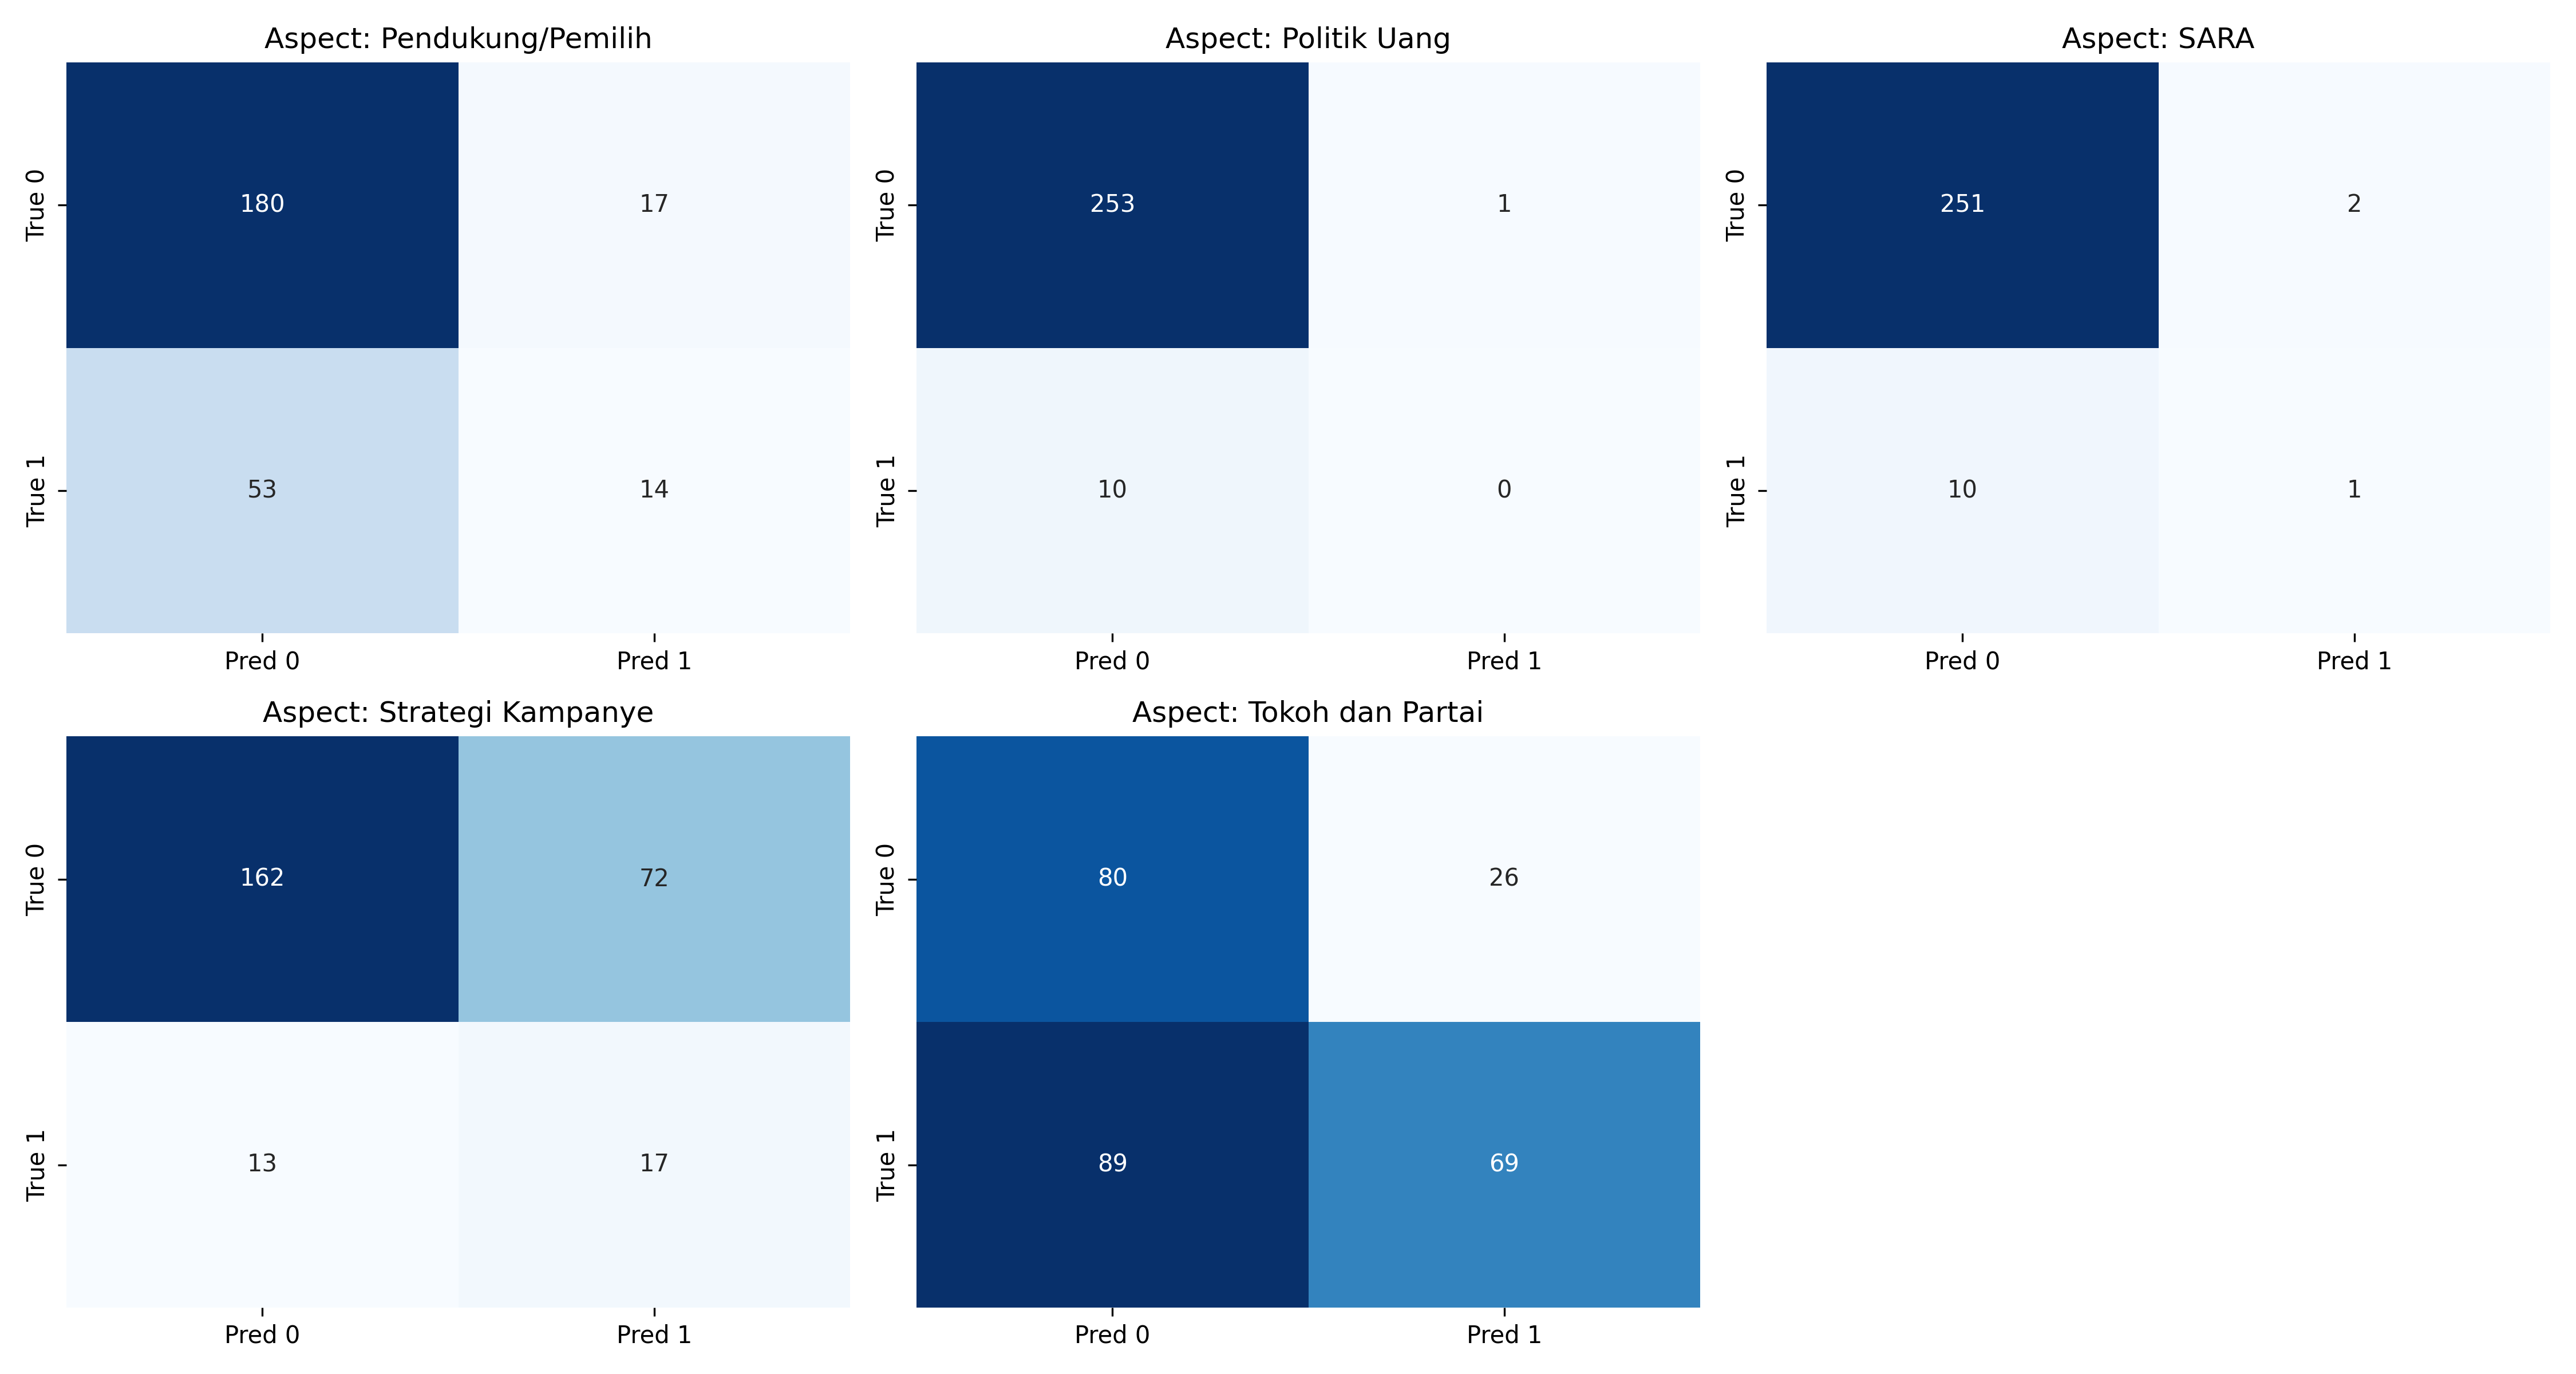 Aspect: Pendukung/Pemilih
True 0
180
17
True 1
53
14
Pred 0
Pred 1
Aspect: Politik Uang
True 0
253
1
True 1
10
0
Pred 0
Pred 1
Aspect: SARA
True 0
251
2
True 1
10
1
Pred 0
Pred 1
Aspect: Strategi Kampanye
True 0
162
72
True 1
13
17
Pred 0
Pred 1
Aspect: Tokoh dan Partai
True 0
80
26
True 1
89
69
Pred 0
Pred 1